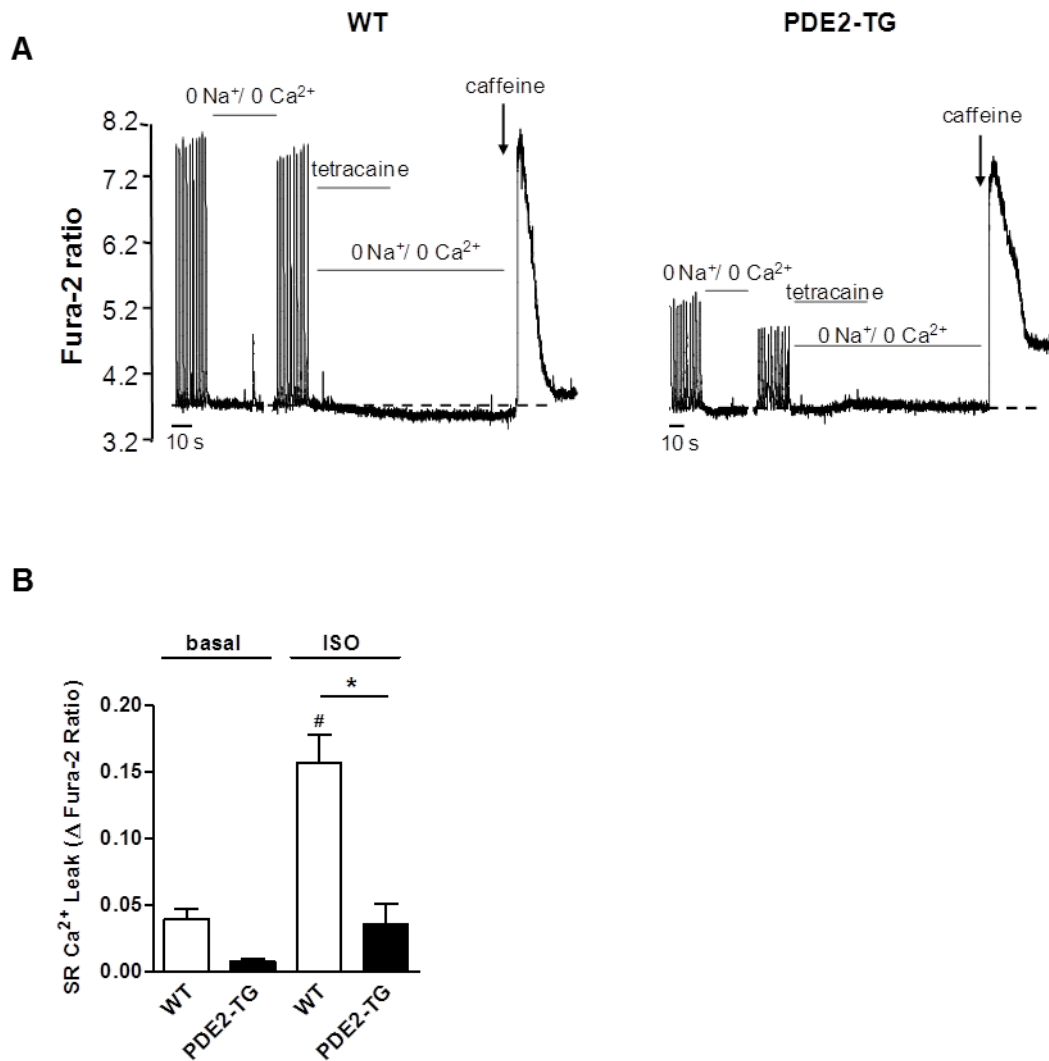 WT PDE2-TG
A
caffeine
0 Na⁺/ 0 Ca²⁺
caffeine
8.2
7.2
tetracaine
6.2
0 Na⁺/ 0 Ca²⁺
0 Na⁺/ 0 Ca²⁺
tetracaine
5.2
0 Na⁺/ 0 Ca²⁺
4.2
3.2
10 s
10 s
Fura-2 ratio
B
basal ISO
*
#
0.20
0.15
0.10
0.05
0.00
SR Ca²⁺ Leak (Δ Fura-2 Ratio)
WT
PDE2-TG
WT
PDE2-TG